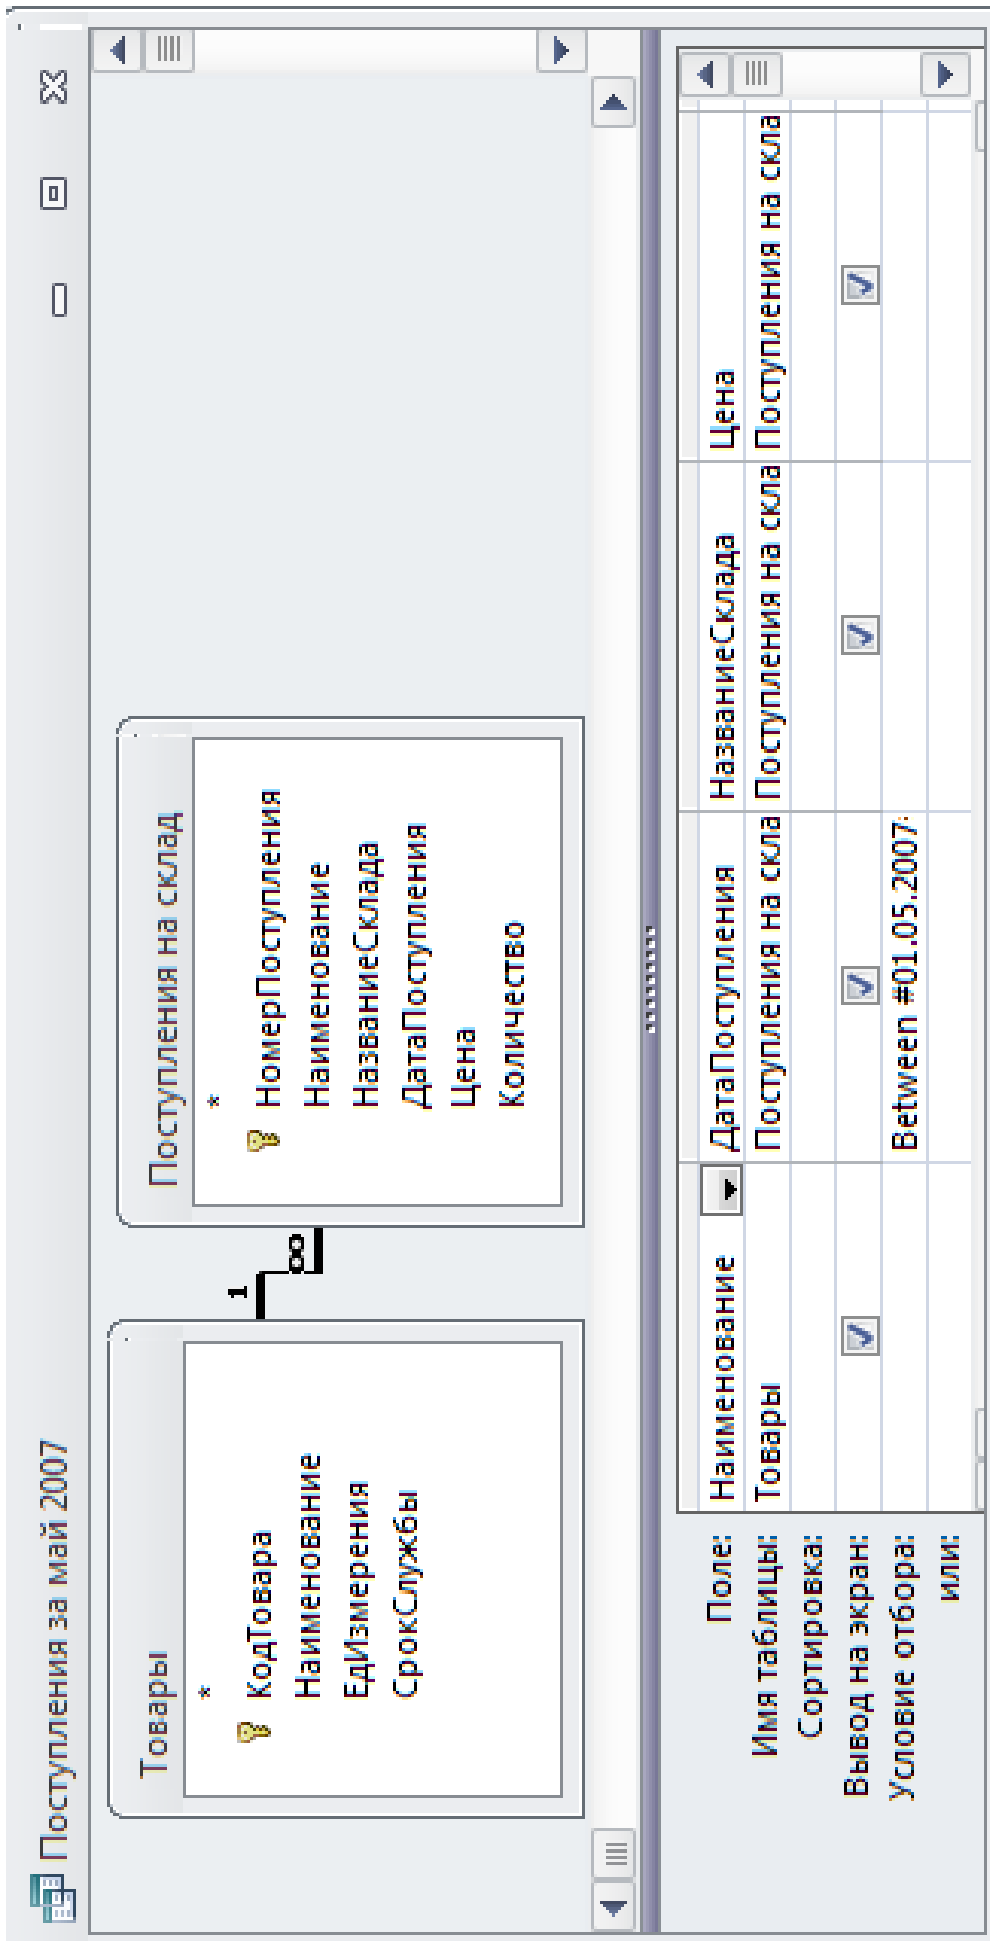 Поступления за май 2007
Товары
*
КодТовара
Наименование
ЕдИзмерения
СрокСлужбы
1
∞
Поступления на склад
*
НомерПоступления
Наименование
НазваниеСклада
ДатаПоступления
Цена
Количество
Поле: Наименование ДатаПоступления НазваниеСклада Цена
Имя таблицы: Товары Поступления на скла Поступления на скла Поступления на скла
Сортировка:
Вывод на экран:
Условие отбора: Between #01.05.2007
или: